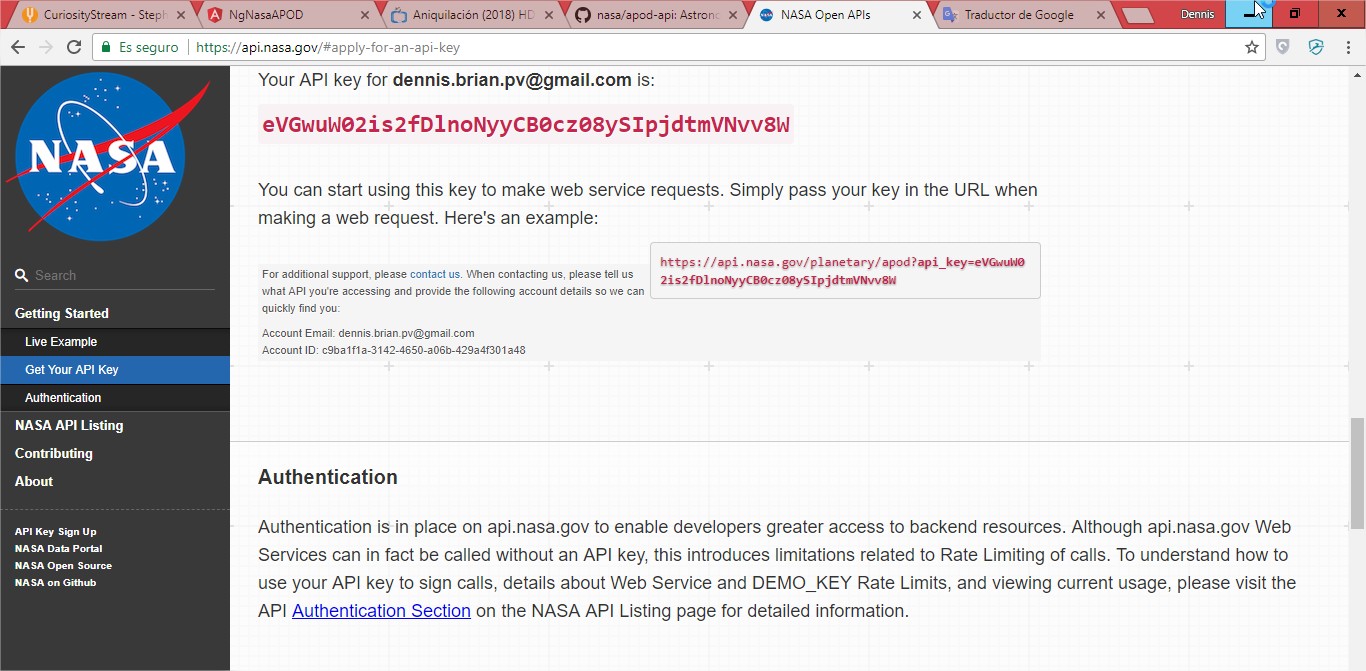 CuriosityStream - Steph
NgNasaAPOD
Aniquilación (2018) HD
nasa/apod-api: Astrono
NASA Open APIs
Traductor de Google
Dennis
Es seguro
https://api.nasa.gov/#apply-for-an-api-key
NASA
Search
Getting Started
Live Example
Get Your API Key
Authentication
NASA API Listing
Contributing
About
API Key Sign Up
NASA Data Portal
NASA Open Source
NASA on Github
Your API key for dennis.brian.pv@gmail.com is:
eVGwuW02is2fDlnoNyyCB0cz08ySIpjdtmVNvv8W
You can start using this key to make web service requests. Simply pass your key in the URL when
making a web request. Here's an example:
https://api.nasa.gov/planetary/apod?api_key=eVGwuW0
2is2fDlnoNyyCB0cz08ySIpjdtmVNvv8W
For additional support, please contact us. When contacting us, please tell us
what API you're accessing and provide the following account details so we can
quickly find you:
Account Email: dennis.brian.pv@gmail.com
Account ID: c9ba1f1a-3142-4650-a06b-429a4f301a48
Authentication
Authentication is in place on api.nasa.gov to enable developers greater access to backend resources. Although api.nasa.gov Web
Services can in fact be called without an API key, this introduces limitations related to Rate Limiting of calls. To understand how to
use your API key to sign calls, details about Web Service and DEMO_KEY Rate Limits, and viewing current usage, please visit the
API Authentication Section on the NASA API Listing page for detailed information.